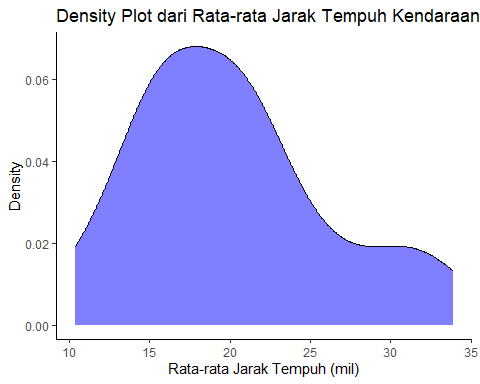 Density Plot dari Rata-rata Jarak Tempuh Kendaraan
Density
0.06
0.04
0.02
0.00
10 15 20 25 30 35
Rata-rata Jarak Tempuh (mil)